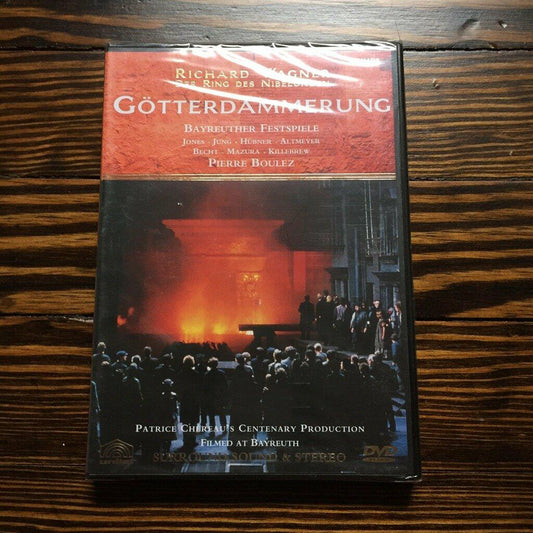 RICHARD WAGNER
DER RING DES NIBELUNGEN
GÖTTERDÄMMERUNG
BAYREUTHER FESTSPIELE
JONES · JUNG · HÜBNER · ALTMEYER
BECHT · MAZURA · KILLEBREW
PIERRE BOULEZ
PATRICE CHÉREAU'S CENTENARY PRODUCTION
FILMED AT BAYREUTH
SURROUND SOUND & STEREO
DVD